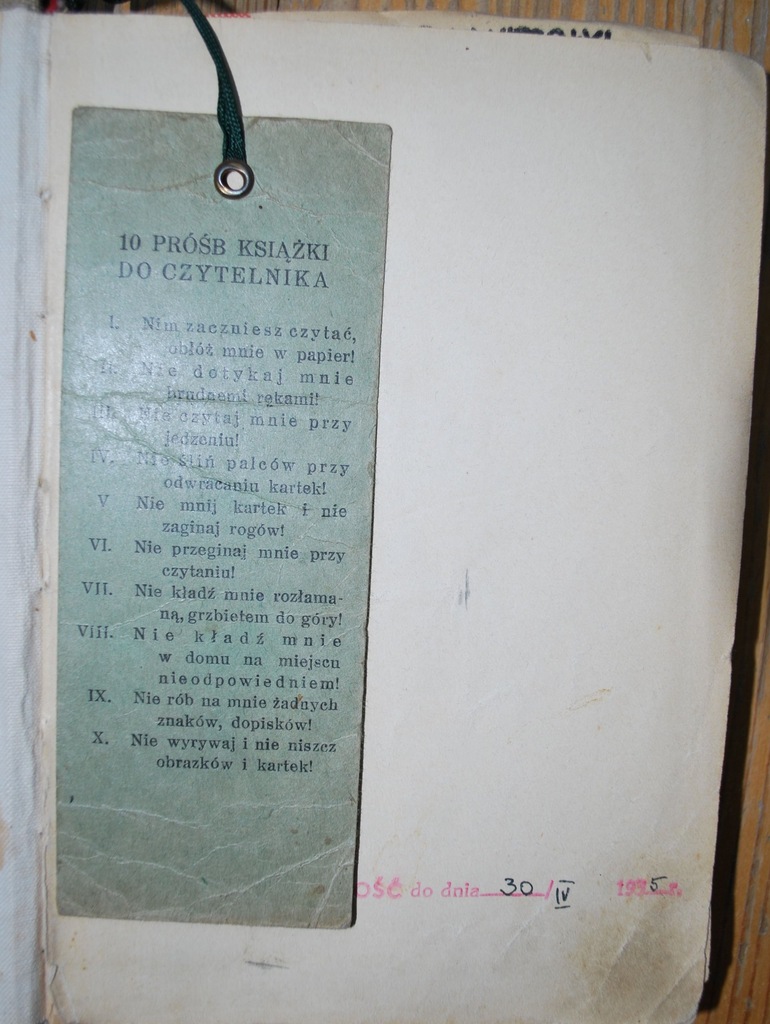 10 PRÓŚB KSIĄŻKI
DO CZYTELNIKA
I. Nim zaczniesz czytać,
obłóż mnie w papier!
II. Nie dotykaj mnie
brudnemi rękami!
III. Nie czytaj mnie przy
jedzeniu!
IV. Nie śliń palców przy
odwracaniu kartek!
V Nie mnij kartek i nie
zaginaj rogów!
VI. Nie przeginaj mnie przy
czytaniu!
VII. Nie kładź mnie rozłama-
ną, grzbietem do góry!
VIII. Nie kładź mnie
w domu na miejscu
nieodpowiedniem!
IX. Nie rób na mnie żadnych
znaków, dopisków!
X. Nie wyrywaj i nie niszcz
obrazków i kartek!
OŚĆ do dnia 30/IV 1935 r.